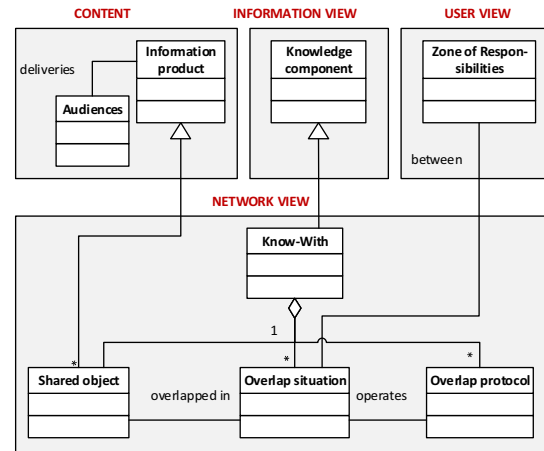 CONTENT
INFORMATION VIEW
USER VIEW
Information
product
Knowledge
component
Zone of Respon-
sibilities
deliveries
Audiences
between
NETWORK VIEW
Know-With
1
*
*
*
Shared object
overlapped in
Overlap situation
operates
Overlap protocol